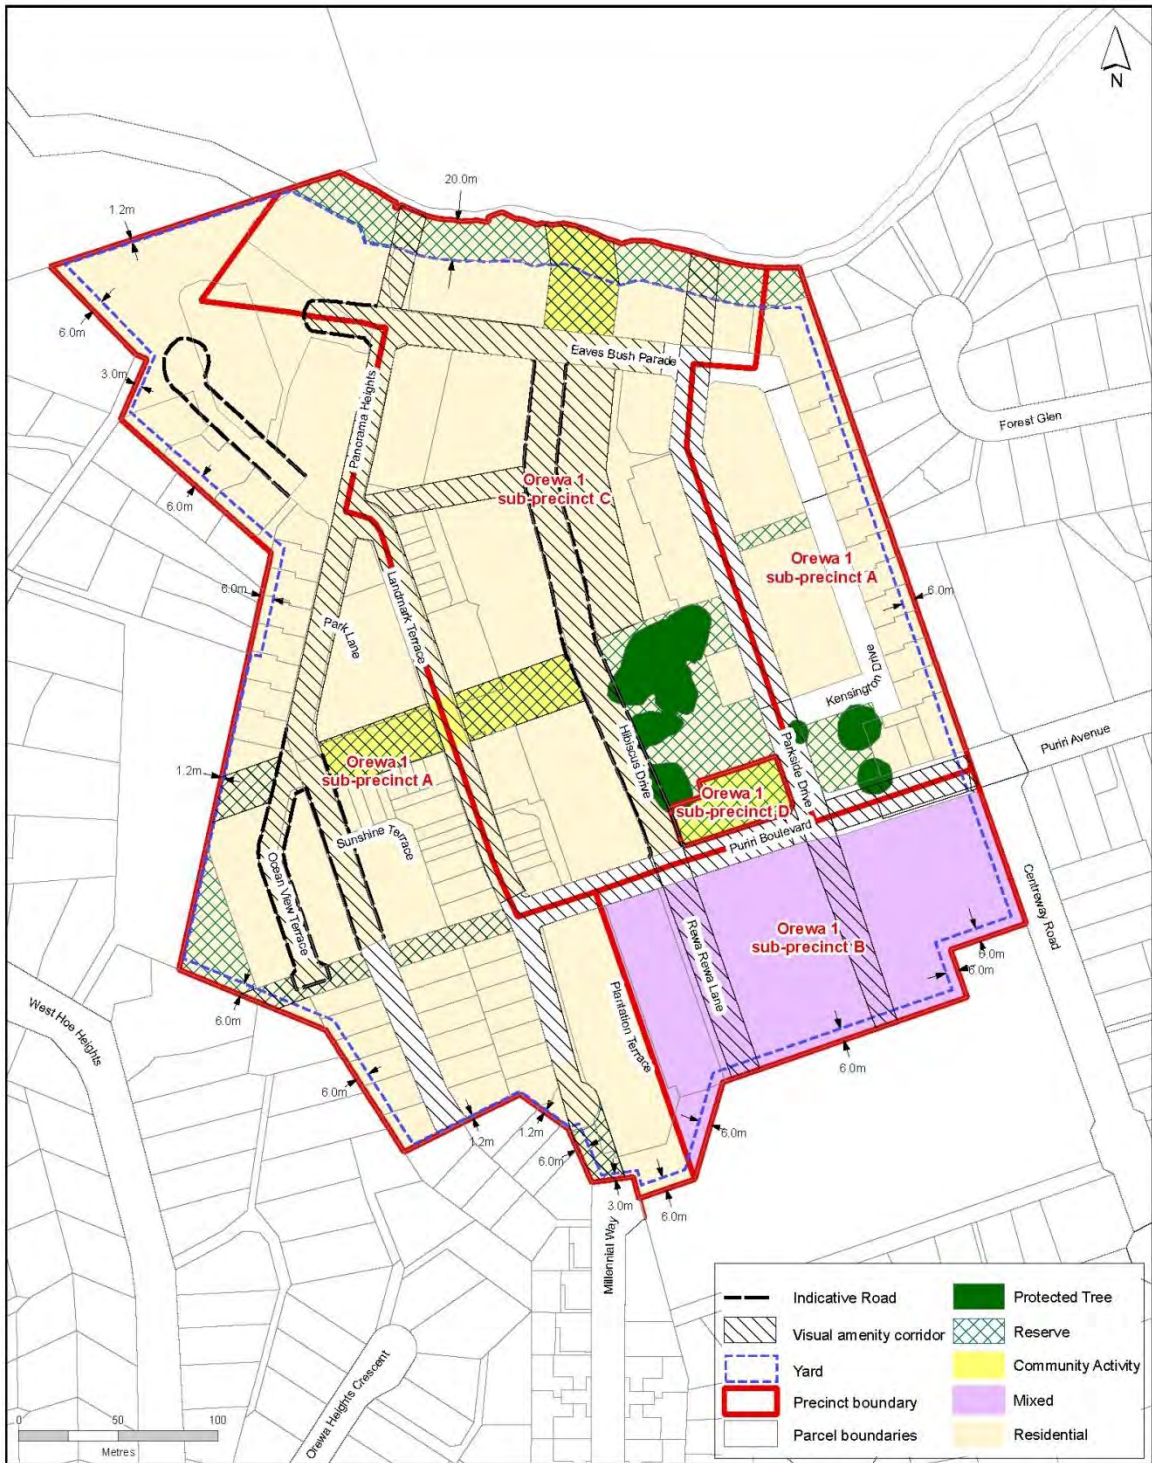 N
20.0m
1.2m
6.0m
3.0m
Eaves Bush Parade
Panorama Heights
Forest Glen
6.0m
Orewa 1
sub-precinct C
Orewa 1
sub-precinct A
6.0m
6.0m
Landmark Terrace
Park Lane
Kensington Drive
Hibiscus Drive
Parkside Drive
Puriri Avenue
1.2m
Orewa 1
sub-precinct A
Orewa 1
sub-precinct D
Puriri Boulevard
Sunshine Terrace
Ocean View Terrace
Centreway Road
Orewa 1
sub-precinct B
Rewa Rewa Lane
Plantation Terrace
6.0m
6.0m
West Hoe Heights
6.0m
6.0m
6.0m
1.2m
1.2m
6.0m
6.0m
3.0m
6.0m
Millennial Way
Orewa Heights Crescent
Indicative Road
Visual amenity corridor
Yard
Precinct boundary
Parcel boundaries
Protected Tree
Reserve
Community Activity
Mixed
Residential
0 50 100
Metres